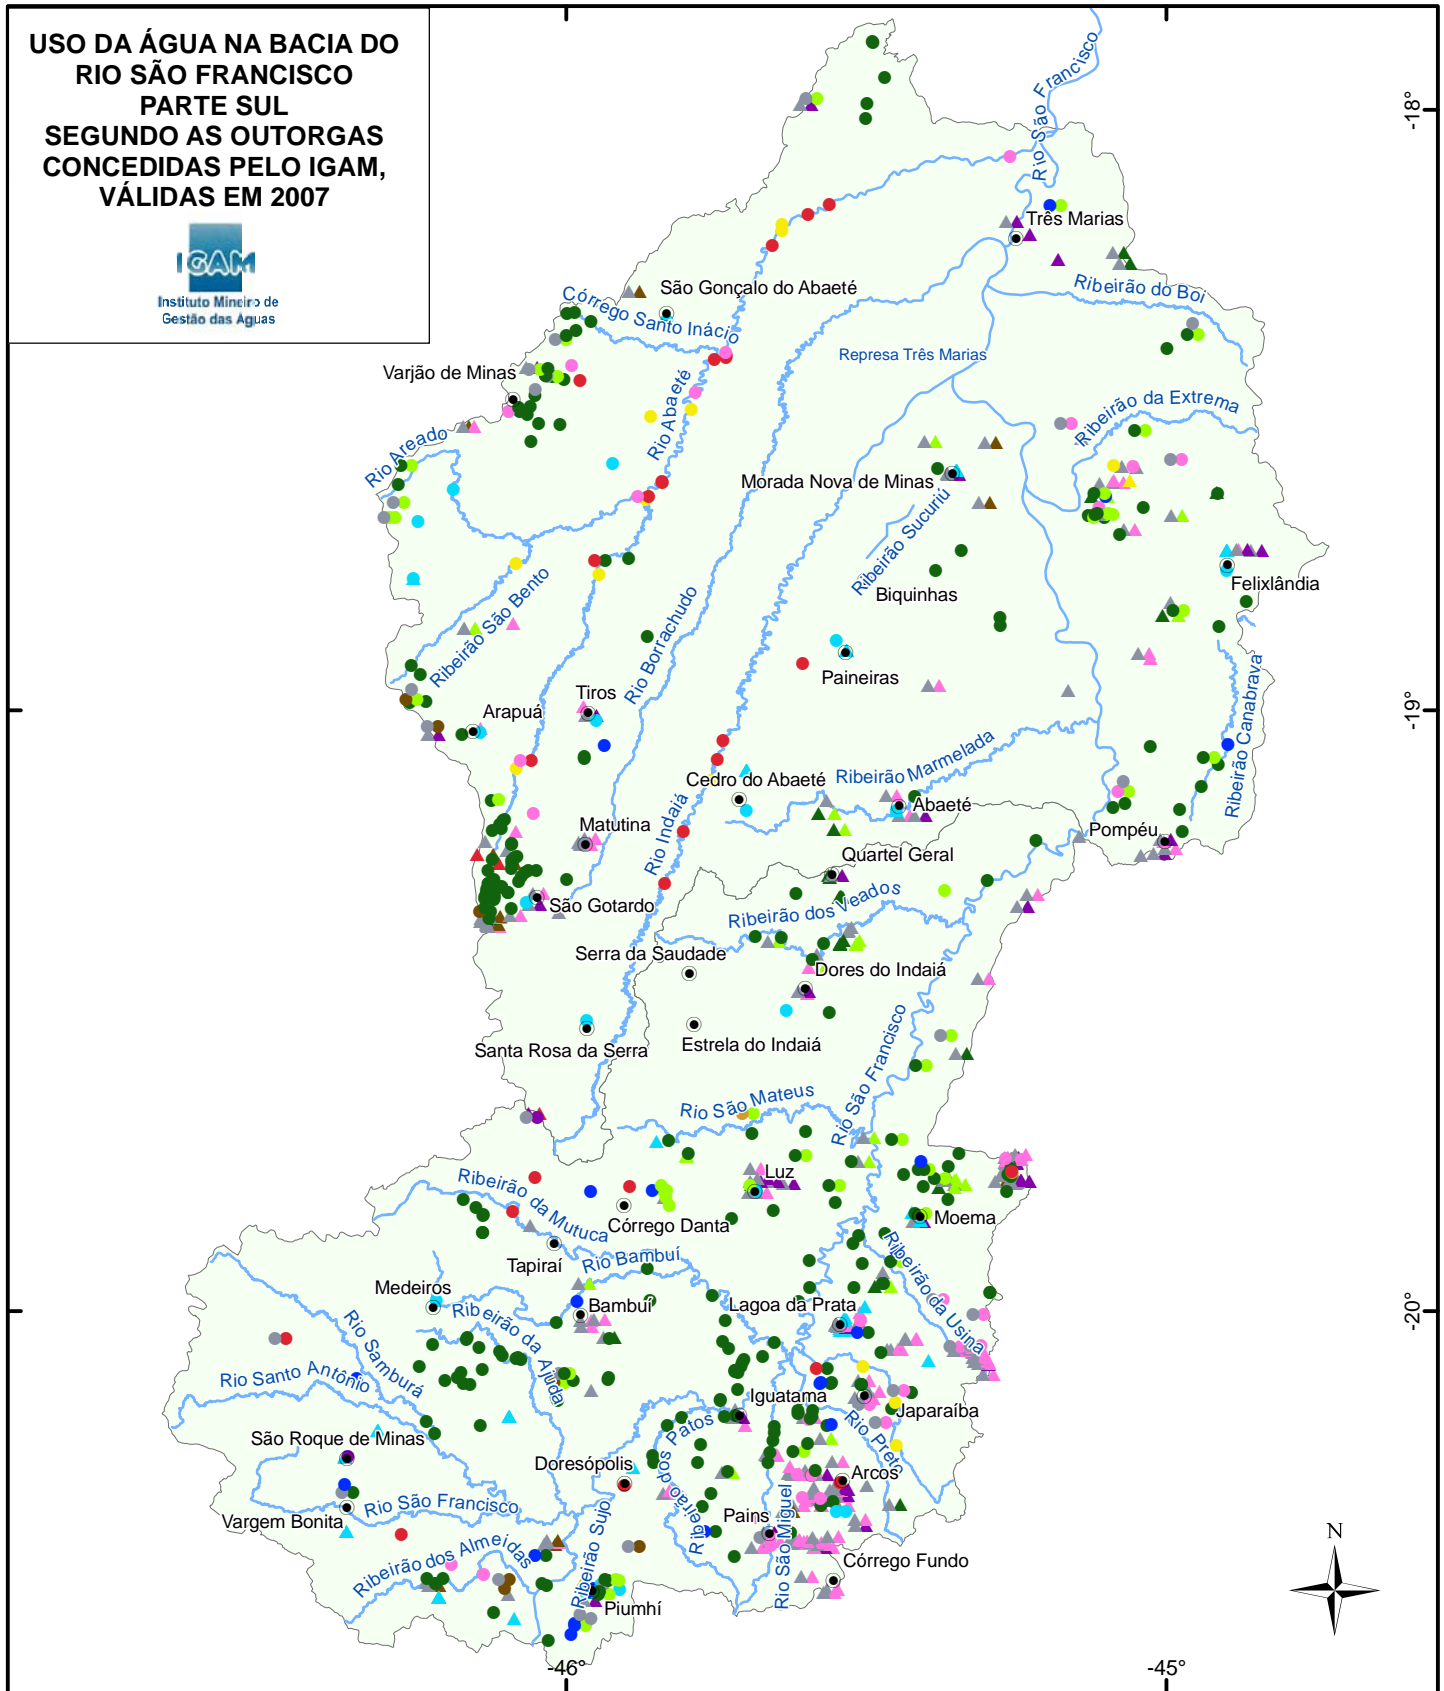 USO DA ÁGUA NA BACIA DO
RIO SÃO FRANCISCO
PARTE SUL
SEGUNDO AS OUTORGAS
CONCEDIDAS PELO IGAM,
VÁLIDAS EM 2007
IGAM
Instituto Mineiro de
Gestão das Águas
-18°
Rio São Francisco
Três Marias
Ribeirão do Boi
São Gonçalo do Abaeté
Córrego Santo Inácio
Represa Três Marias
Varjão de Minas
Rio Abaeté
Ribeirão da Extrema
Rio Areado
Morada Nova de Minas
Ribeirão Sucuriú
Felixlândia
Biquinhas
Ribeirão São Bento
Rio Borrachudo
Paineiras
Ribeirão Canabrava
Tiros
Arapuá
-19°
Ribeirão Marmelada
Cedro do Abaeté
Abaeté
Rio Indaiá
Matutina
Pompéu
Quartel Geral
São Gotardo
Ribeirão dos Veados
Serra da Saudade
Dores do Indaiá
Santa Rosa da Serra
Estrela do Indaiá
Rio São Francisco
Rio São Mateus
Luz
Ribeirão da Mutuca
Córrego Danta
Moema
Tapiraí
Rio Bambuí
Ribeirão da Usina
Medeiros
Bambuí
Lagoa da Prata
-20°
Ribeirão da Ajuda
Rio Samburá
Rio Santo Antônio
Iguatama
Japaraíba
Rio Preto
São Roque de Minas
Doresópolis
Ribeirão dos Patos
Arcos
Rio São Francisco
Vargem Bonita
Pains
Rio São Miguel
Ribeirão Sujo
Ribeirão dos Almeidas
Córrego Fundo
Piumhí
N
-46°
-45°